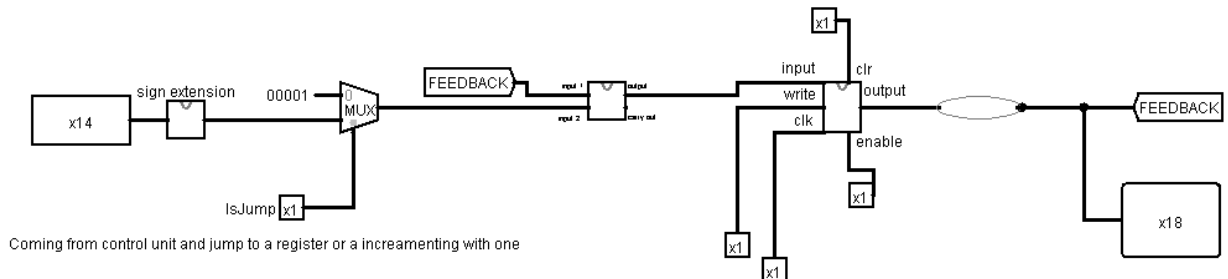 x1
input
clr
FEEDBACK
input 1
output
sign extension
00001
0
MUX
write
output
x14
input 2
carry out
clk
FEEDBACK
enable
x1
IsJump
x1
x18
Coming from control unit and jump to a register or a increamenting with one
x1
x1